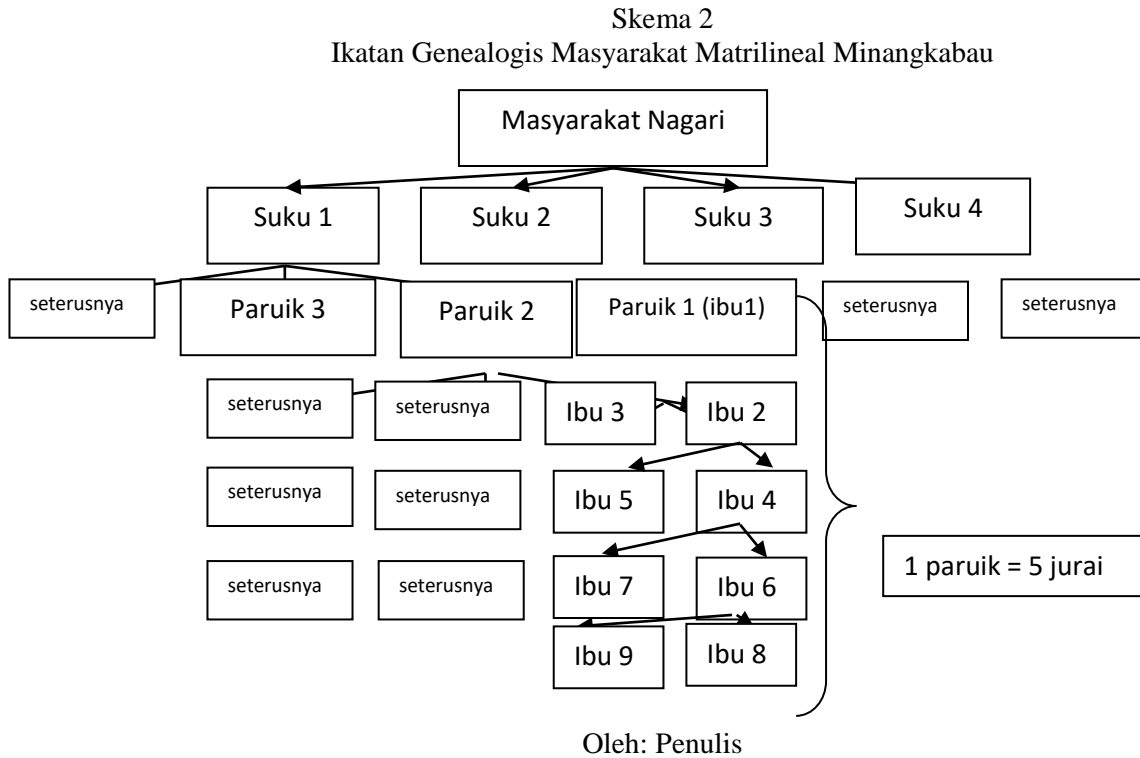 Skema 2
Ikatan Genealogis Masyarakat Matrilineal Minangkabau
Masyarakat Nagari
Suku 1
Suku 2
Suku 3
Suku 4
seterusnya
Paruik 3
Paruik 2
Paruik 1 (ibu1)
seterusnya
seterusnya
seterusnya
seterusnya
Ibu 3
Ibu 2
seterusnya
seterusnya
Ibu 5
Ibu 4
seterusnya
seterusnya
Ibu 7
Ibu 6
1 paruik = 5 jurai
Ibu 9
Ibu 8
Oleh: Penulis